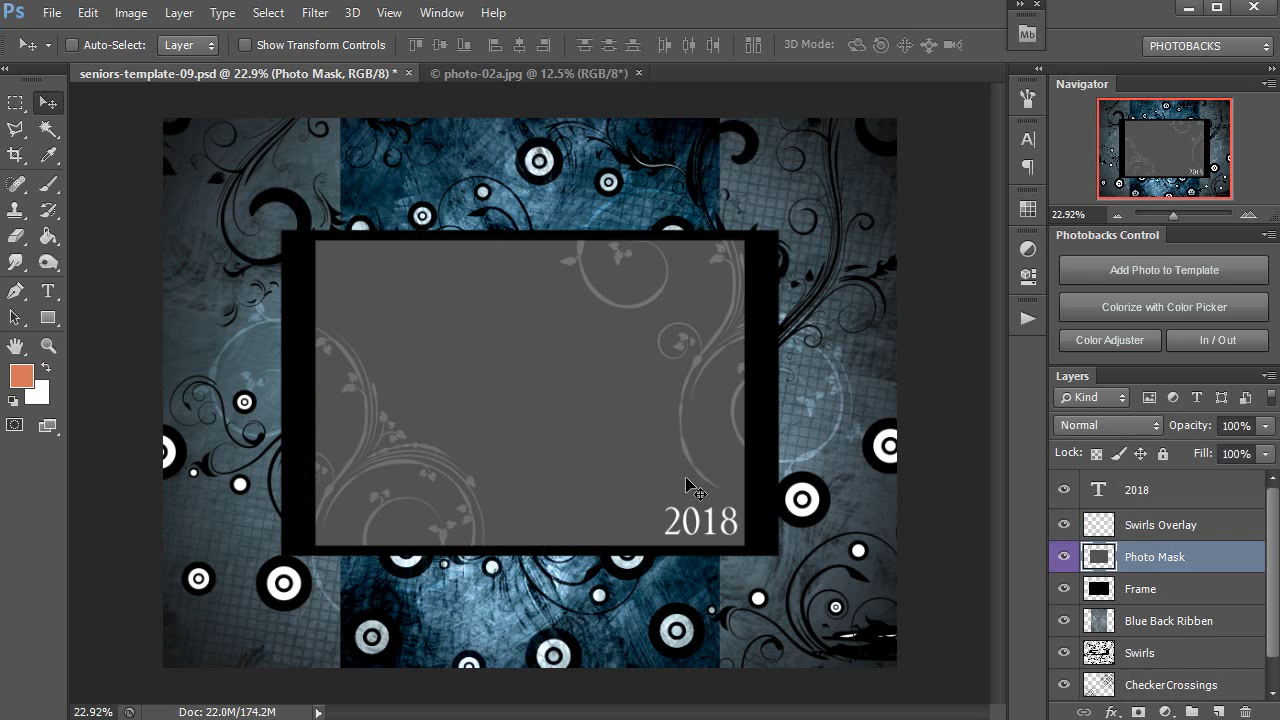 Ps File Edit Image Layer Type Select Filter 3D View Window Help
Auto-Select: Layer Show Transform Controls 3D Mode: Mb PHOTOBACKS
seniors-template-09.psd @ 22.9% (Photo Mask, RGB/8) * × © photo-02a.jpg @ 12.5% (RGB/8*) ×
Navigator
2018
22.92%
Photobacks Control
Add Photo to Template
Colorize with Color Picker
Color Adjuster In / Out
Layers
Kind
Normal Opacity: 100%
Lock: Fill: 100%
2018
Swirls Overlay
Photo Mask
Frame
Blue Back Ribben
Swirls
CheckerCrossings
2018
22.92% Doc: 22.0M/174.2M